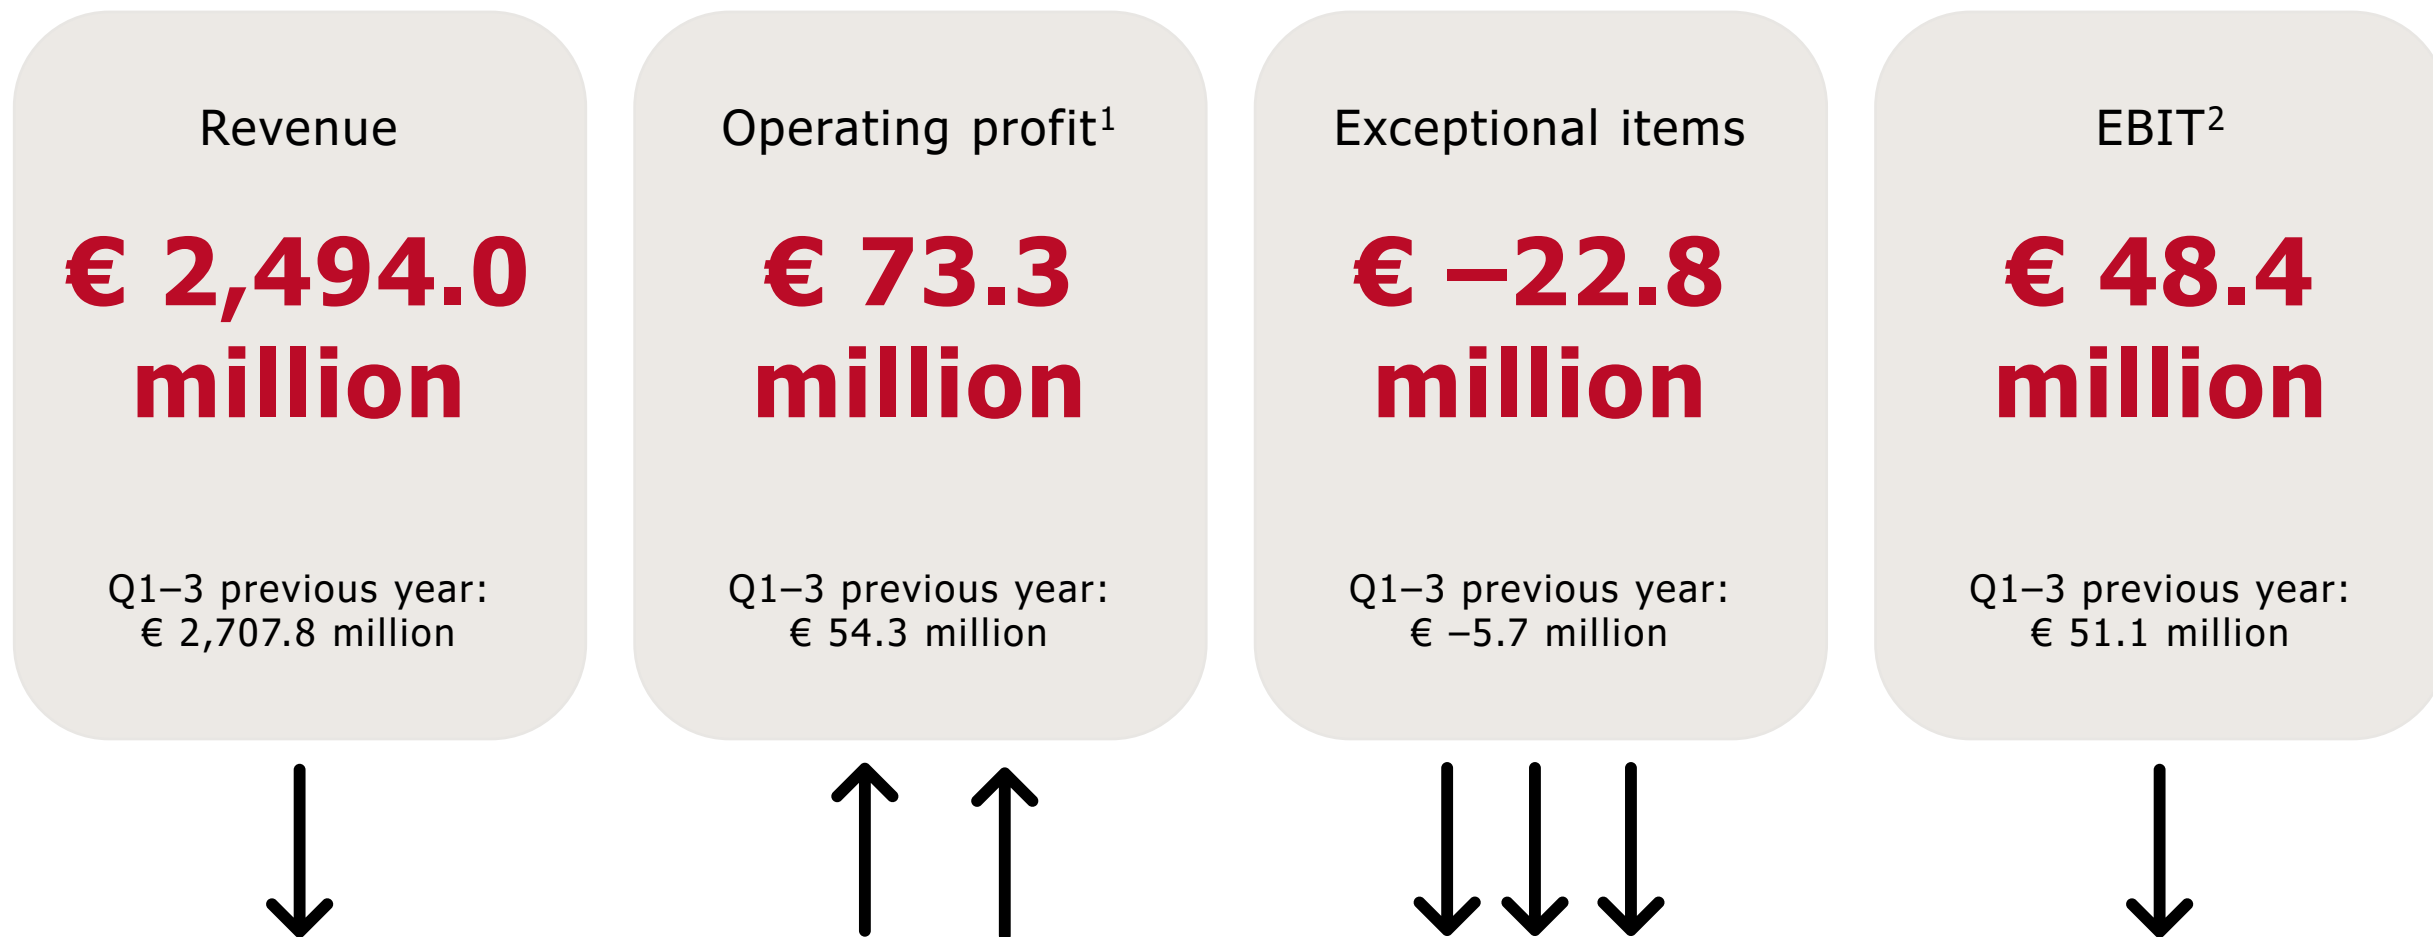 Revenue
€ 2,494.0
million
Q1–3 previous year:
€ 2,707.8 million
Operating profit¹
€ 73.3
million
Q1–3 previous year:
€ 54.3 million
Exceptional items
€ –22.8
million
Q1–3 previous year:
€ –5.7 million
EBIT²
€ 48.4
million
Q1–3 previous year:
€ 51.1 million